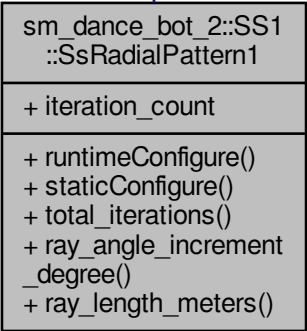 sm_dance_bot_2::SS1
::SsRadialPattern1
+ iteration_count
+ runtimeConfigure()
+ staticConfigure()
+ total_iterations()
+ ray_angle_increment
_degree()
+ ray_length_meters()